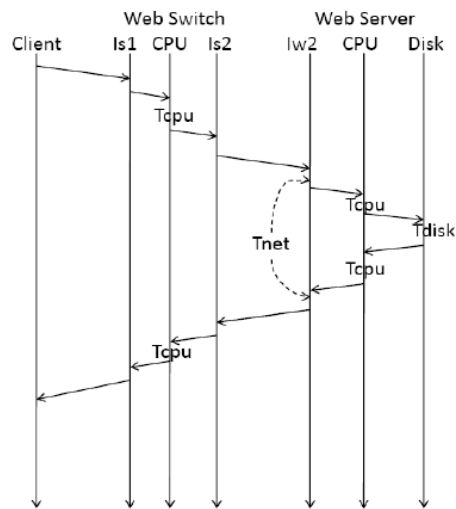 Web Switch Web Server
Client Is1 CPU Is2 Iw2 CPU Disk
Tcpu
Tcpu
Tdisk
Tnet
Tcpu
Tcpu